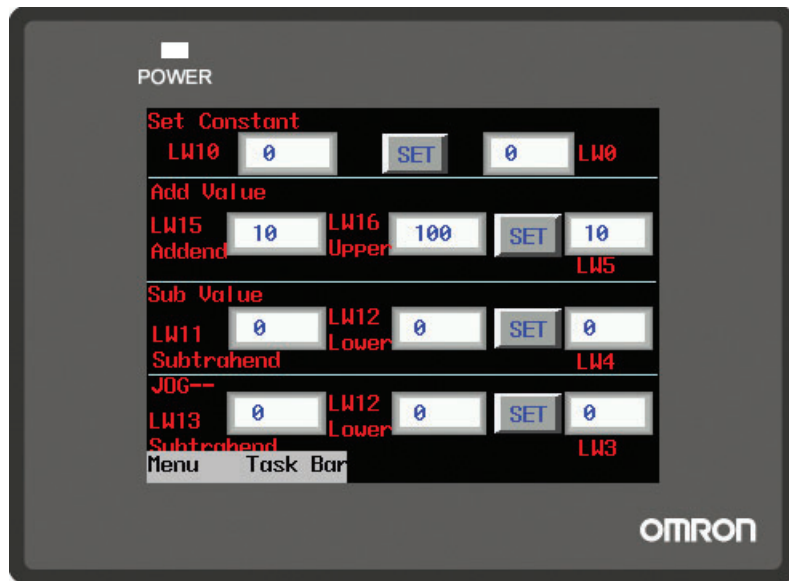 POWER
Set Constant
LW10 0 SET 0 LW0
Add Value
LW15 Addend 10 LW16 Upper 100 SET 10 LW5
Sub Value
LW11 Subtrahend 0 LW12 Lower 0 SET 0 LW4
JOG--
LW13 Subtrahend 0 LW12 Lower 0 SET 0 LW3
Menu Task Bar
OMRON